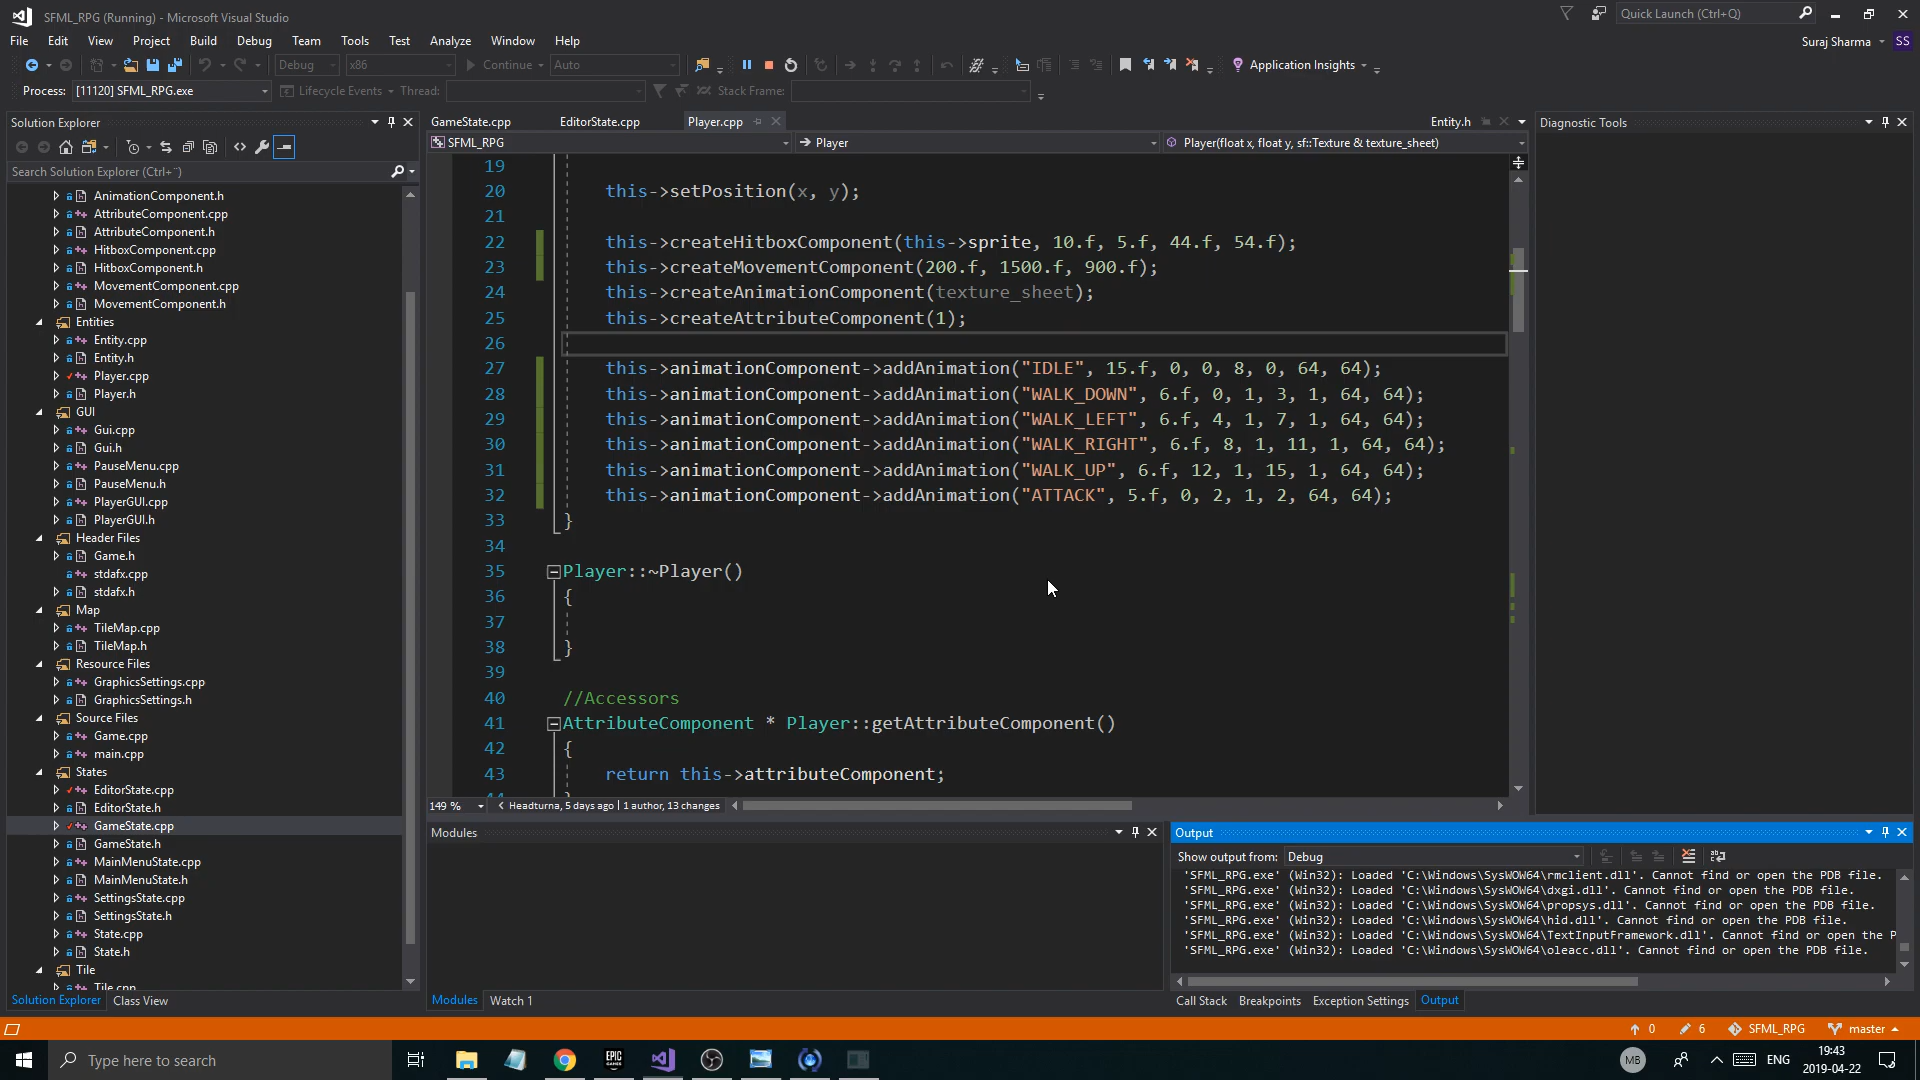 SFML_RPG (Running) - Microsoft Visual Studio
Quick Launch (Ctrl+Q)
File Edit View Project Build Debug Team Tools Test Analyze Window Help
Suraj Sharma SS
Debug x86 Continue Auto Application Insights
Process: [11120] SFML_RPG.exe Lifecycle Events Thread: Stack Frame:
Solution Explorer
Search Solution Explorer (Ctrl+¨)
AnimationComponent.h
AttributeComponent.cpp
AttributeComponent.h
HitboxComponent.cpp
HitboxComponent.h
MovementComponent.cpp
MovementComponent.h
Entities
Entity.cpp
Entity.h
Player.cpp
Player.h
GUI
Gui.cpp
Gui.h
PauseMenu.cpp
PauseMenu.h
PlayerGUI.cpp
PlayerGUI.h
Header Files
Game.h
stdafx.cpp
stdafx.h
Map
TileMap.cpp
TileMap.h
Resource Files
GraphicsSettings.cpp
GraphicsSettings.h
Source Files
Game.cpp
main.cpp
States
EditorState.cpp
EditorState.h
GameState.cpp
GameState.h
MainMenuState.cpp
MainMenuState.h
SettingsState.cpp
SettingsState.h
State.cpp
State.h
Tile
Tile.cpp
Solution Explorer Class View
GameState.cpp EditorState.cpp Player.cpp Entity.h
SFML_RPG Player Player(float x, float y, sf::Texture & texture_sheet)
19
20 this->setPosition(x, y);
21
22 this->createHitboxComponent(this->sprite, 10.f, 5.f, 44.f, 54.f);
23 this->createMovementComponent(200.f, 1500.f, 900.f);
24 this->createAnimationComponent(texture_sheet);
25 this->createAttributeComponent(1);
26
27 this->animationComponent->addAnimation("IDLE", 15.f, 0, 0, 8, 0, 64, 64);
28 this->animationComponent->addAnimation("WALK_DOWN", 6.f, 0, 1, 3, 1, 64, 64);
29 this->animationComponent->addAnimation("WALK_LEFT", 6.f, 4, 1, 7, 1, 64, 64);
30 this->animationComponent->addAnimation("WALK_RIGHT", 6.f, 8, 1, 11, 1, 64, 64);
31 this->animationComponent->addAnimation("WALK_UP", 6.f, 12, 1, 15, 1, 64, 64);
32 this->animationComponent->addAnimation("ATTACK", 5.f, 0, 2, 1, 2, 64, 64);
33 }
34
35 Player::~Player()
36 {
37
38 }
39
40 //Accessors
41 AttributeComponent * Player::getAttributeComponent()
42 {
43 return this->attributeComponent;
44 }
149 % Headturna, 5 days ago | 1 author, 13 changes
Diagnostic Tools
Modules
Modules Watch 1
Output
Show output from: Debug
'SFML_RPG.exe' (Win32): Loaded 'C:\Windows\SysWOW64\rmclient.dll'. Cannot find or open the PDB file.
'SFML_RPG.exe' (Win32): Loaded 'C:\Windows\SysWOW64\dxgi.dll'. Cannot find or open the PDB file.
'SFML_RPG.exe' (Win32): Loaded 'C:\Windows\SysWOW64\propsys.dll'. Cannot find or open the PDB file.
'SFML_RPG.exe' (Win32): Loaded 'C:\Windows\SysWOW64\hid.dll'. Cannot find or open the PDB file.
'SFML_RPG.exe' (Win32): Loaded 'C:\Windows\SysWOW64\TextInputFramework.dll'. Cannot find or open the P
'SFML_RPG.exe' (Win32): Loaded 'C:\Windows\SysWOW64\oleacc.dll'. Cannot find or open the PDB file.
Call Stack Breakpoints Exception Settings Output
0 6 SFML_RPG master
Type here to search
EPIC GAMES
MB
ENG
19:43
2019-04-22